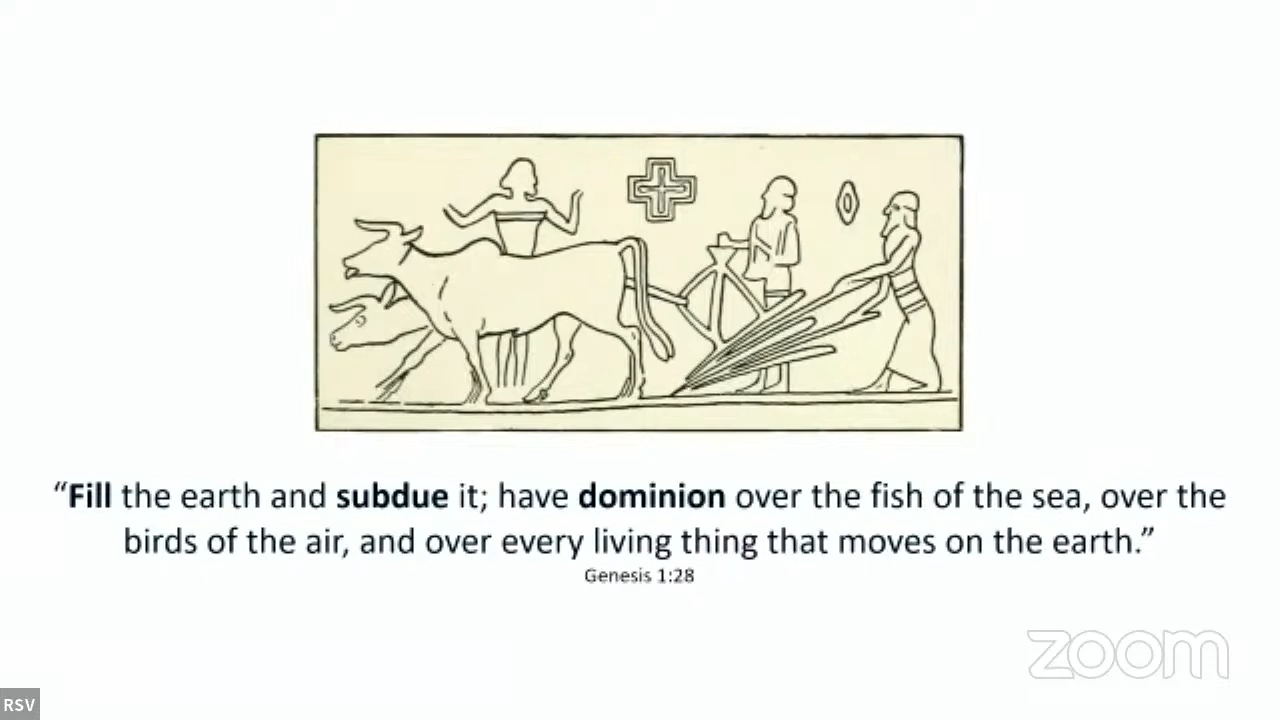 “Fill the earth and subdue it; have dominion over the fish of the sea, over the
birds of the air, and over every living thing that moves on the earth.”
Genesis 1:28
zoom
RSV